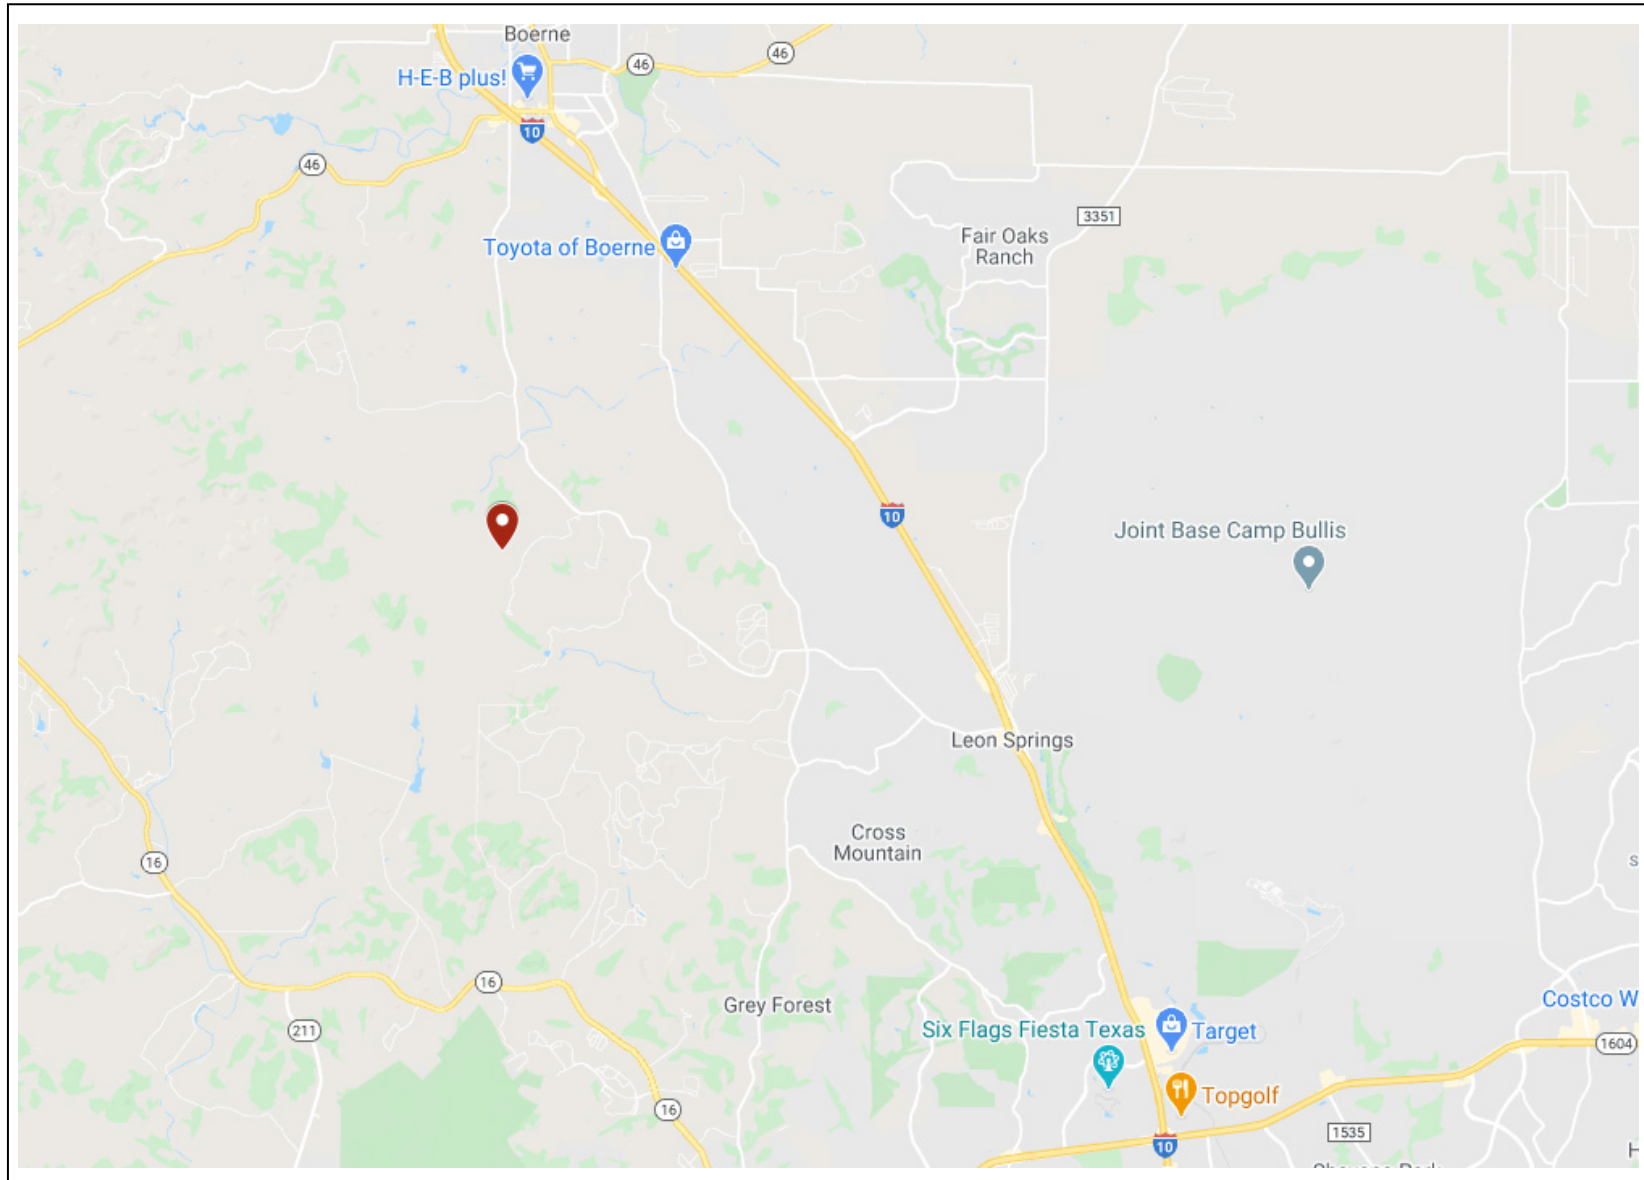 Boerne
46
46
H-E-B plus!
10
46
3351
Fair Oaks
Ranch
Toyota of Boerne
10
Joint Base Camp Bullis
Leon Springs
Cross
Mountain
16
16
Grey Forest
Costco W
211
Six Flags Fiesta Texas
Target
1604
Topgolf
16
1535
10